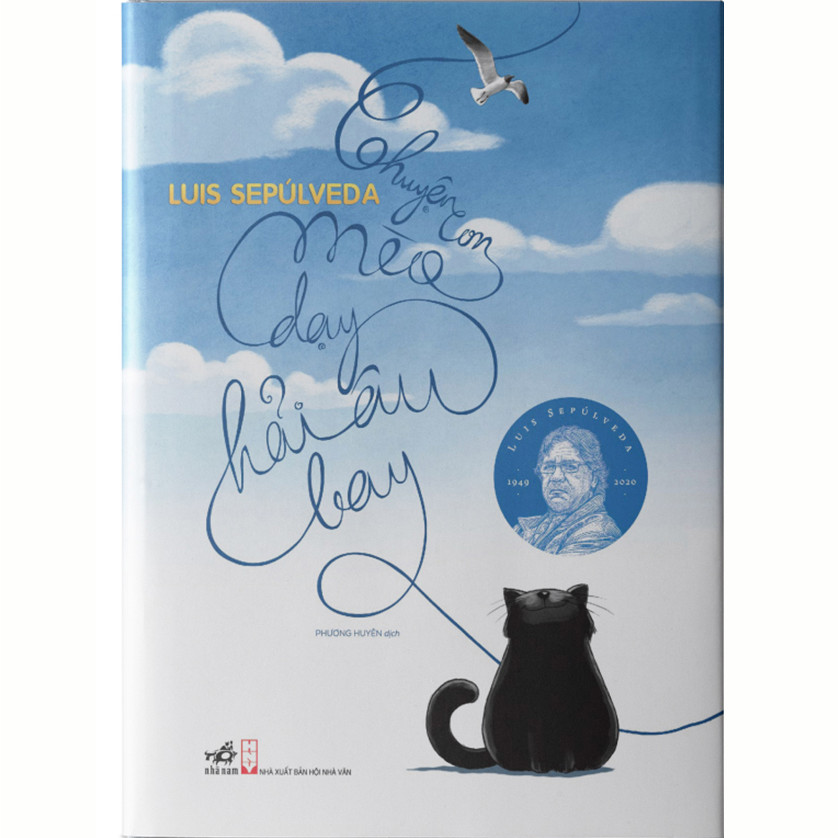 LUIS SEPÚLVEDA
Chuyện con
mèo
dạy
hải âu
bay
LUIS SEPÚLVEDA
1949 · 2020
PHƯƠNG HUYÊN dịch
nhã nam
NHÀ XUẤT BẢN HỘI NHÀ VĂN